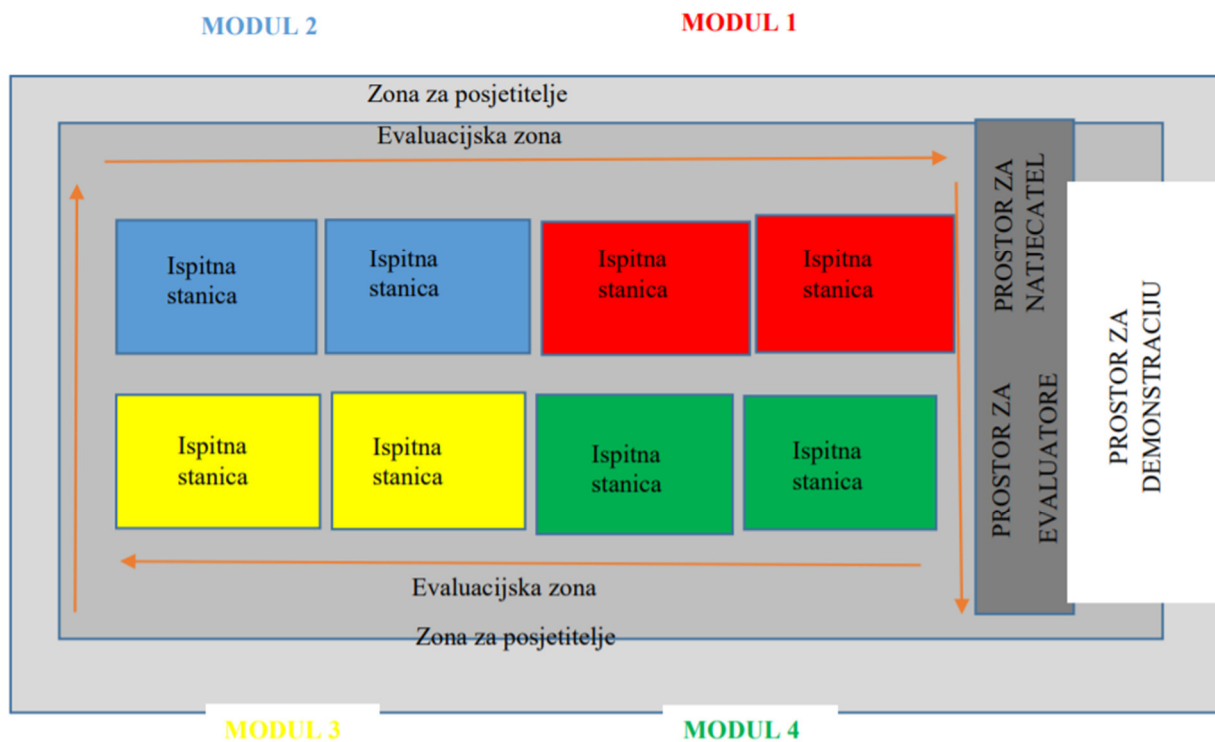 MODUL 2
MODUL 1
Zona za posjetitelje
Evaluacijska zona
Ispitna
stanica
Ispitna
stanica
Ispitna
stanica
Ispitna
stanica
PROSTOR ZA
NATJECATEL
PROSTOR ZA
EVALUATORE
PROSTOR ZA
DEMONSTRACIJU
Ispitna
stanica
Ispitna
stanica
Ispitna
stanica
Ispitna
stanica
Evaluacijska zona
Zona za posjetitelje
MODUL 3
MODUL 4